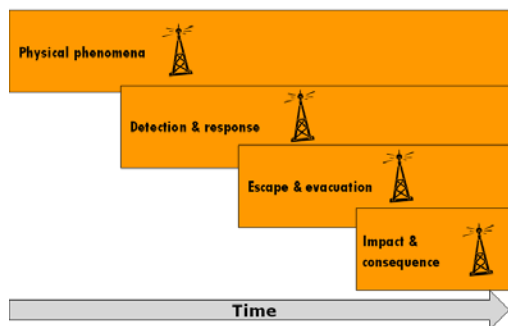 Physical phenomena
Detection & response
Escape & evacuation
Impact &
consequence
Time